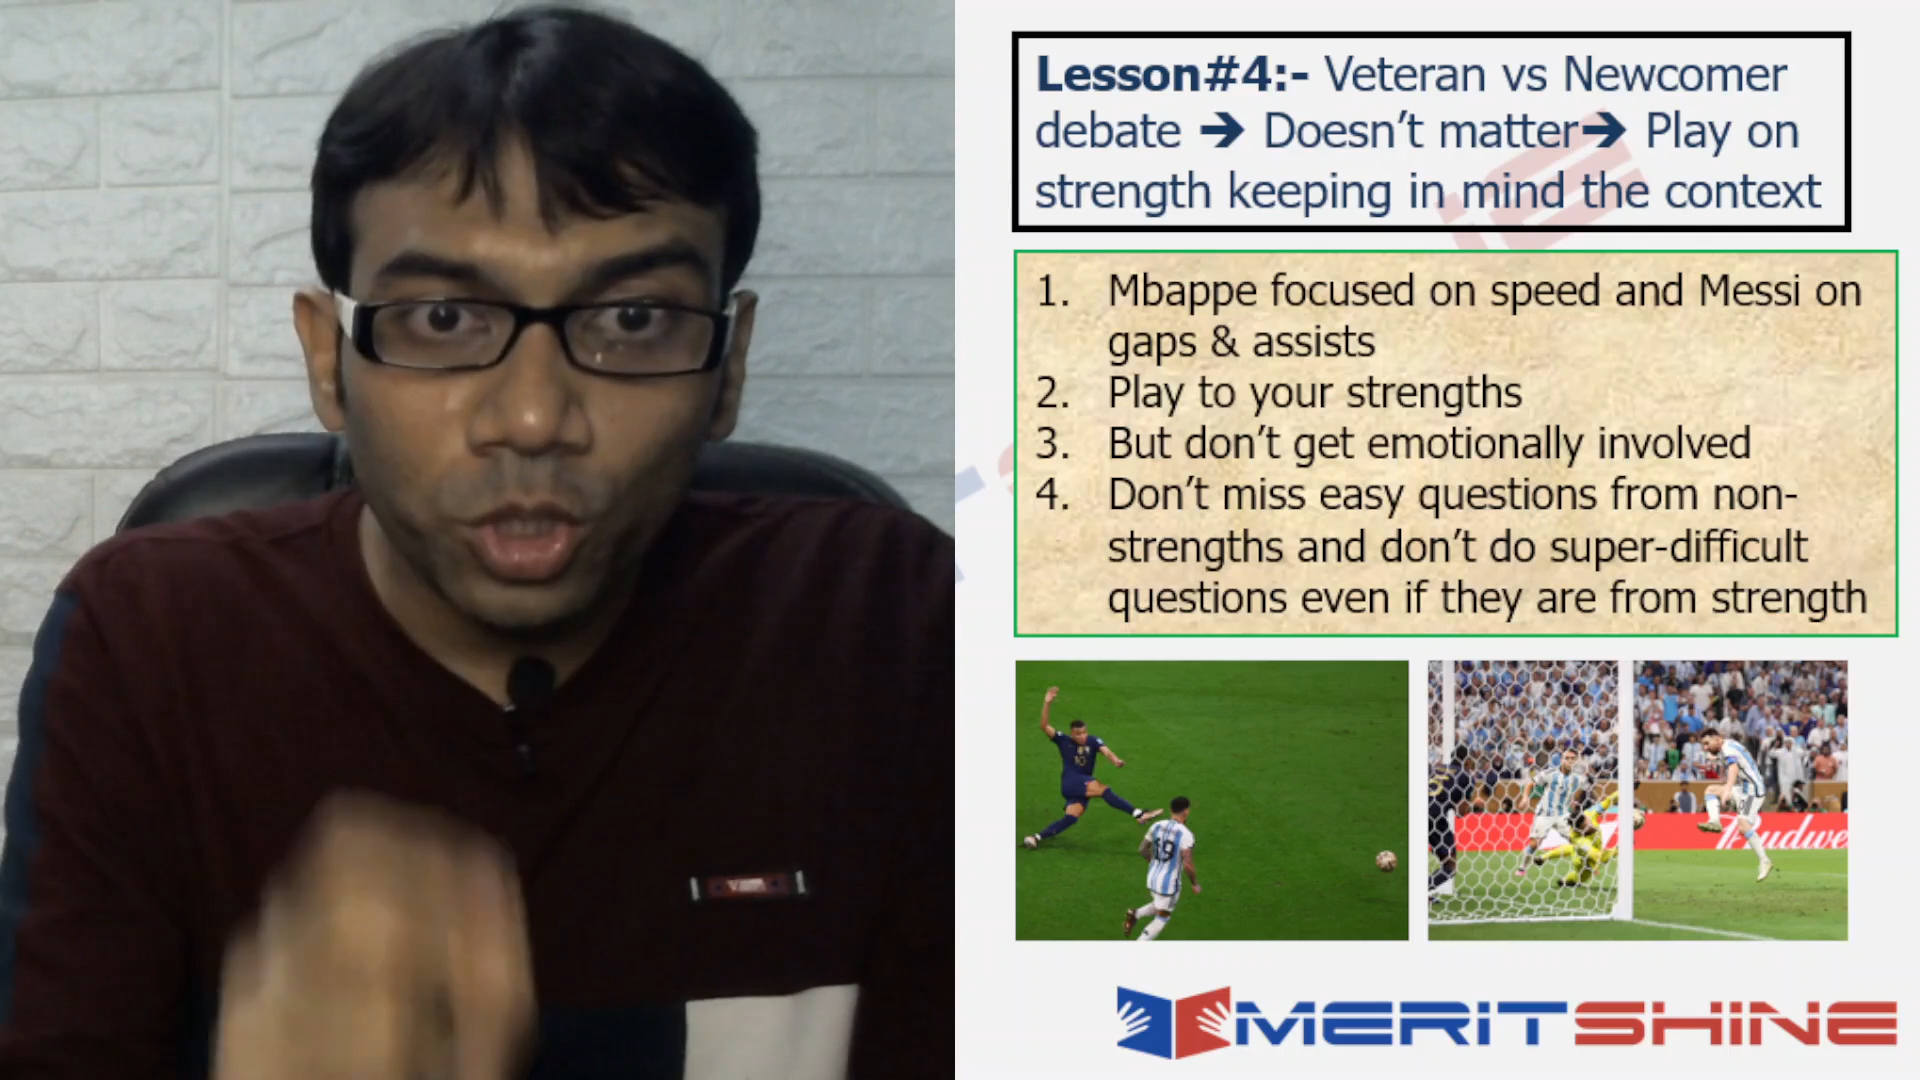 Lesson#4:- Veteran vs Newcomer
debate ➔ Doesn't matter➔ Play on
strength keeping in mind the context
1. Mbappe focused on speed and Messi on
gaps & assists
2. Play to your strengths
3. But don't get emotionally involved
4. Don't miss easy questions from non-
strengths and don't do super-difficult
questions even if they are from strength
10
19
Budwe
MERITSHINE